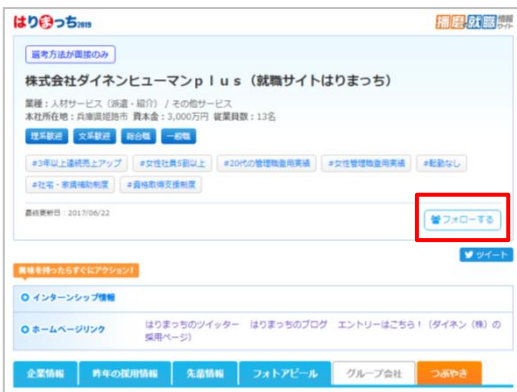 はりまっち2019
播磨の就職情報サイト
選考方法が面接のみ
株式会社ダイネンヒューマンｐｌｕｓ（就職サイトはりまっち）
業種：人材サービス（派遣・紹介） / その他サービス
本社所在地：兵庫県姫路市 資本金：3,000万円 従業員数：13名
理系歓迎 文系歓迎 総合職 一般職
#3年以上連続売上アップ #女性社員5割以上 #20代の管理職登用実績 #女性管理職登用実績 #転勤なし
#社宅・家賃補助制度 #資格取得支援制度
最終更新日：2017/06/22
フォローする
ツイート
興味を持ったらすぐにアクション！
インターンシップ情報
ホームページリンク
はりまっちのツイッター はりまっちのブログ エントリーはこちら！（ダイネン（株）の
採用ページ）
企業情報 昨年の採用情報 先輩情報 フォトアピール グループ会社 つぶやき